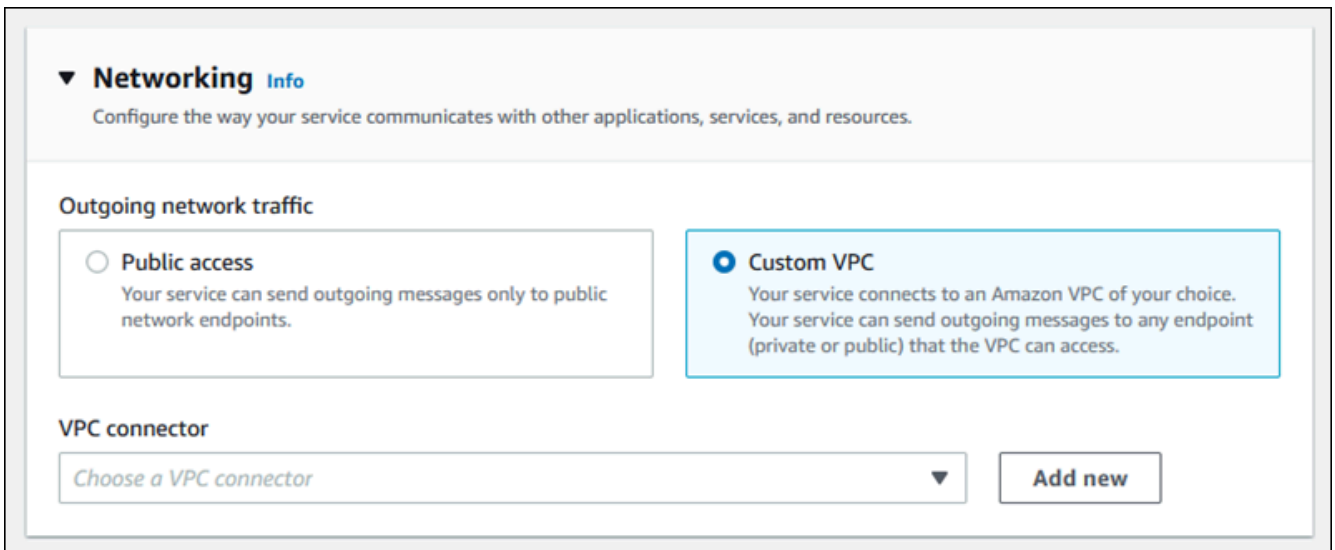 Networking Info
Configure the way your service communicates with other applications, services, and resources.
Outgoing network traffic
Public access
Your service can send outgoing messages only to public
network endpoints.
Custom VPC
Your service connects to an Amazon VPC of your choice.
Your service can send outgoing messages to any endpoint
(private or public) that the VPC can access.
VPC connector
Choose a VPC connector
Add new